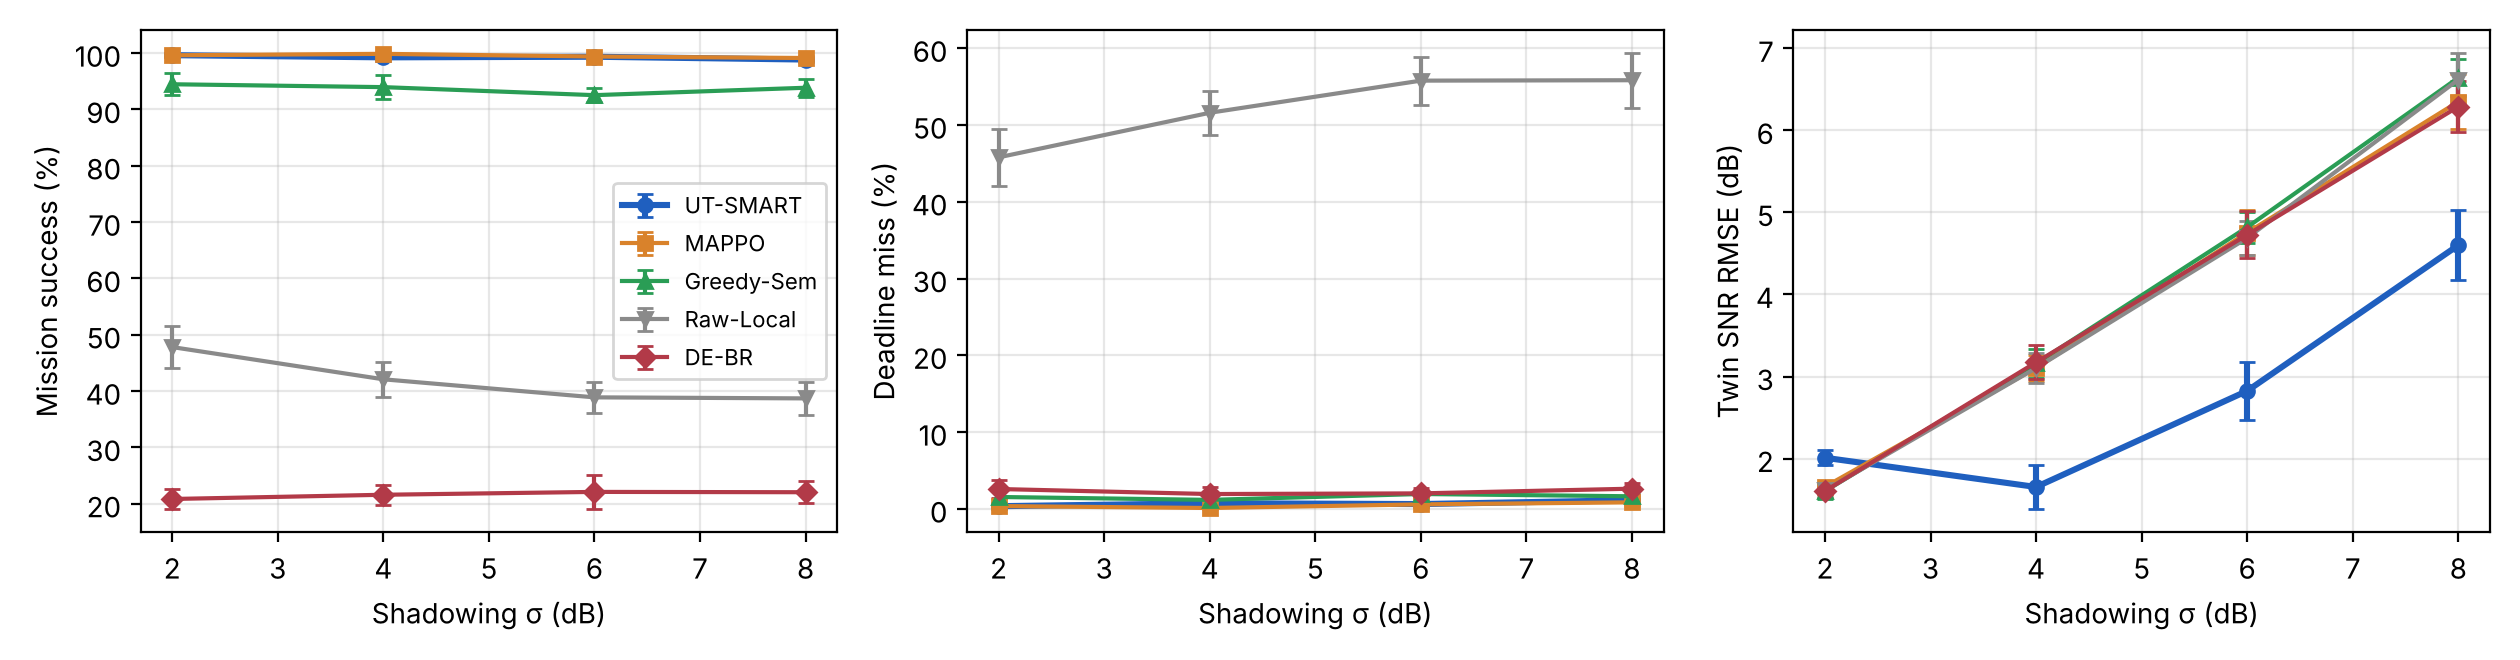 Mission success (%)
100
90
80
70
60
50
40
30
20
2 3 4 5 6 7 8
Shadowing σ (dB)
UT-SMART
MAPPO
Greedy-Sem
Raw-Local
DE-BR
Deadline miss (%)
60
50
40
30
20
10
0
2 3 4 5 6 7 8
Shadowing σ (dB)
Twin SNR RMSE (dB)
7
6
5
4
3
2
2 3 4 5 6 7 8
Shadowing σ (dB)